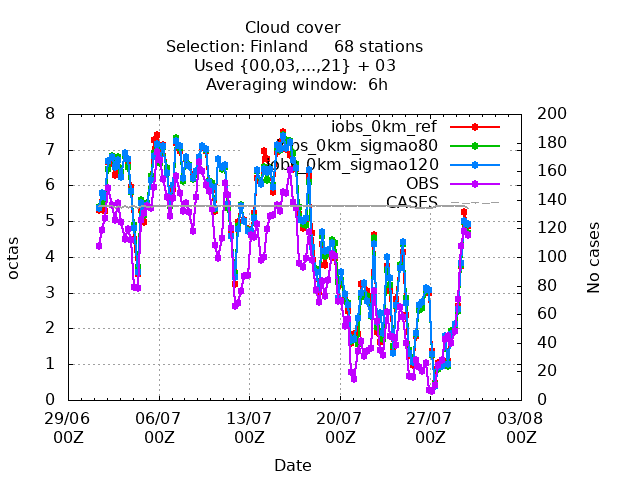 Cloud cover
Selection: Finland 68 stations
Used {00,03,...,21} + 03
Averaging window: 6h
8 200
7 180
6 160
5 140
4 120
3 100
2 80
1 60
0 40
20
0
iobs_0km_ref
iobs_0km_sigmao80
iobs_0km_sigmao120
OBS
CASES
octas
No cases
29/06 06/07 13/07 20/07 27/07 03/08
00Z 00Z 00Z 00Z 00Z 00Z
Date